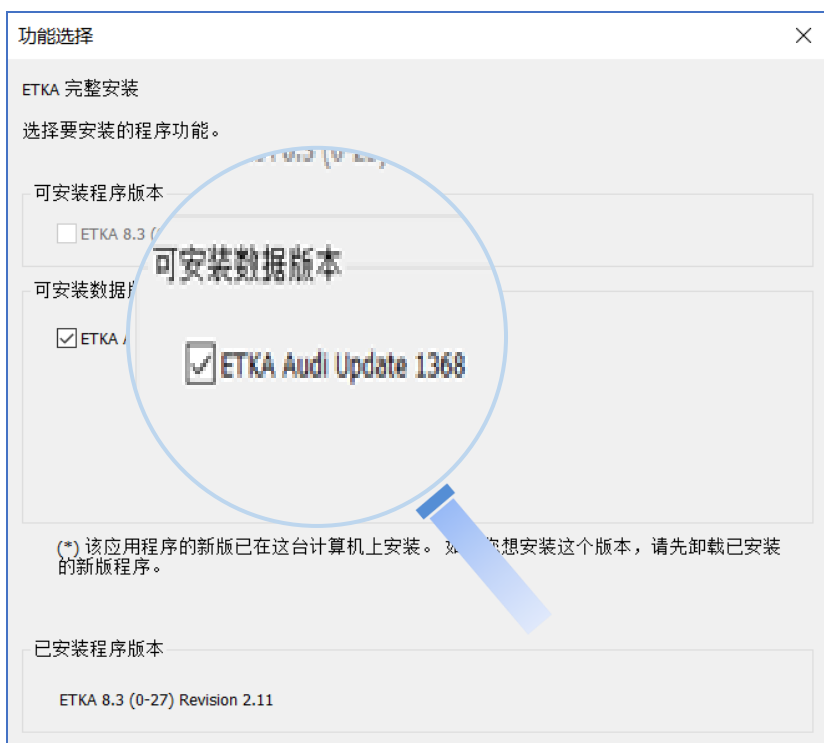 功能选择
ETKA 完整安装
选择要安装的程序功能。
可安装程序版本
ETKA 8.3 (
可安装数据版本
ETKA Audi Update 1368
可安装数据
ETKA
(*) 该应用程序的新版已在这台计算机上安装。 想安装这个版本，请先卸载已安装
的新版程序。
已安装程序版本
ETKA 8.3 (0-27) Revision 2.11